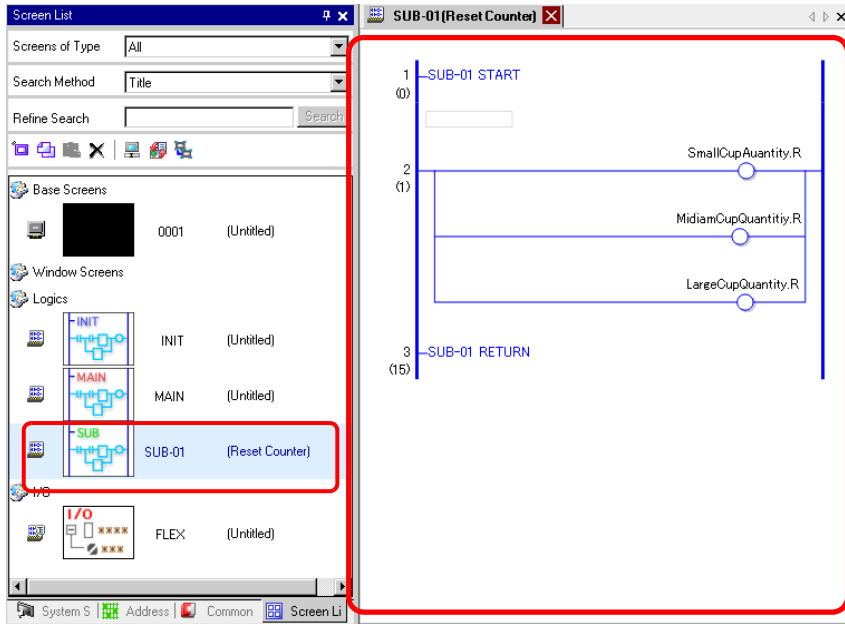 Screen List
Screens of Type All
Search Method Title
Refine Search Search
Base Screens
0001 (Untitled)
Window Screens
Logics
INIT
INIT (Untitled)
MAIN
MAIN (Untitled)
SUB
SUB-01 (Reset Counter)
I/O
I/O
****
***
FLEX (Untitled)
System S Address Common Screen Li
SUB-01(Reset Counter)
1 SUB-01 START
(0)
SmallCupAuantity.R
2
(1)
MidiamCupQuantitiy.R
LargeCupQuantity.R
3 SUB-01 RETURN
(15)